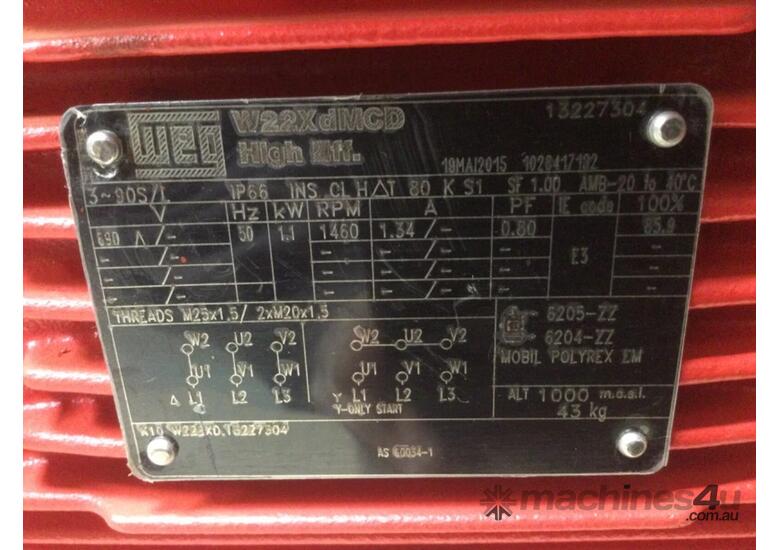 WEG W22XdMCD 13227304
High Eff.
19MAI2015 1028417192
3~90S/L IP66 INS. CL. H ΔT 80 K S1 SF 1.00 AMB-20 to 40°C
V Hz kW RPM A PF IE code 100%
690 Λ / - 50 1.1 1460 1.34 / - 0.80 E3 85.9
- / - - - / - - -
- / - - - / - - -
- / - - - / - - -
THREADS M25x1.5/ 2xM20x1.5
6205-ZZ
6204-ZZ
MOBIL POLYREX EM
W2 U2 V2 W2 U2 V2
U1 V1 W1 U1 V1 W1
Δ L1 L2 L3 Y L1 L2 L3
Y-ONLY START
ALT 1000 m.a.s.l.
43 kg
13227304
AS 60034-1
machines4u
.com.au